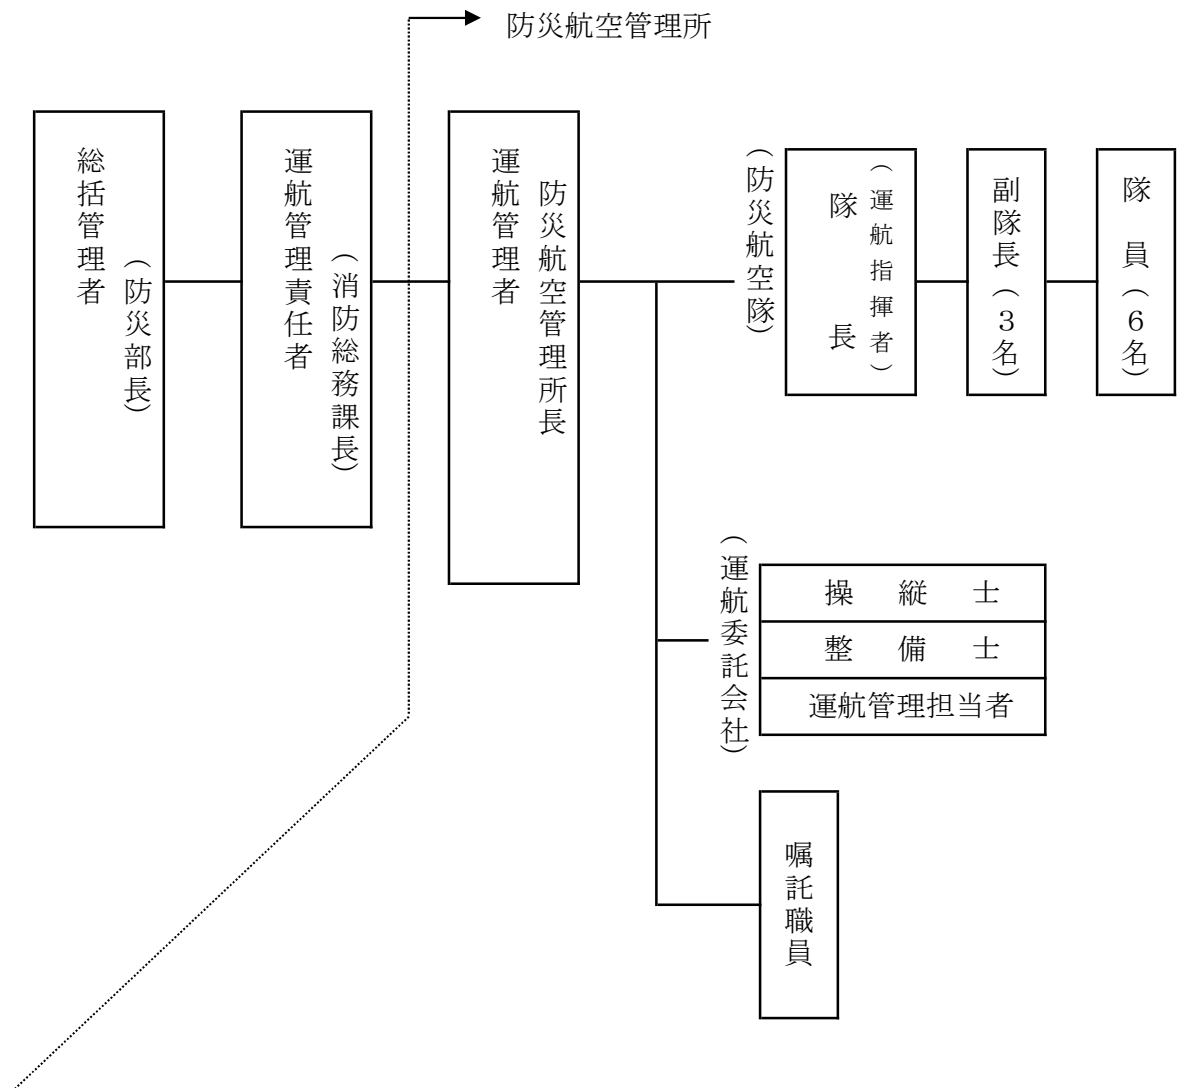 防災航空管理所
総括管理者
（防災部長）
運航管理責任者
（消防総務課長）
運航管理者
防災航空管理所長
（防災航空隊）
隊長
（運航指揮者）
副隊長（３名）
隊員（６名）
（運航委託会社）
操縦士
整備士
運航管理担当者
嘱託職員